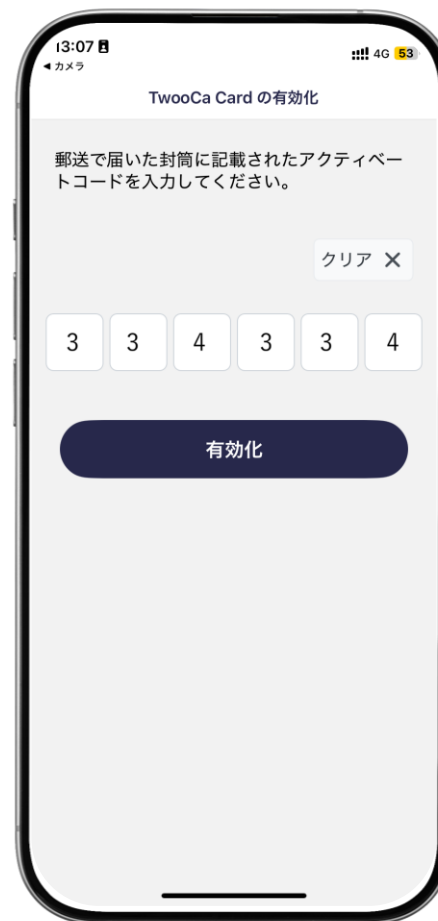 13:07
4G 53
◀ カメラ
TwooCa Card の有効化
郵送で届いた封筒に記載されたアクティベー
トコードを入力してください。
クリア ×
3 3 4 3 3 4
有効化